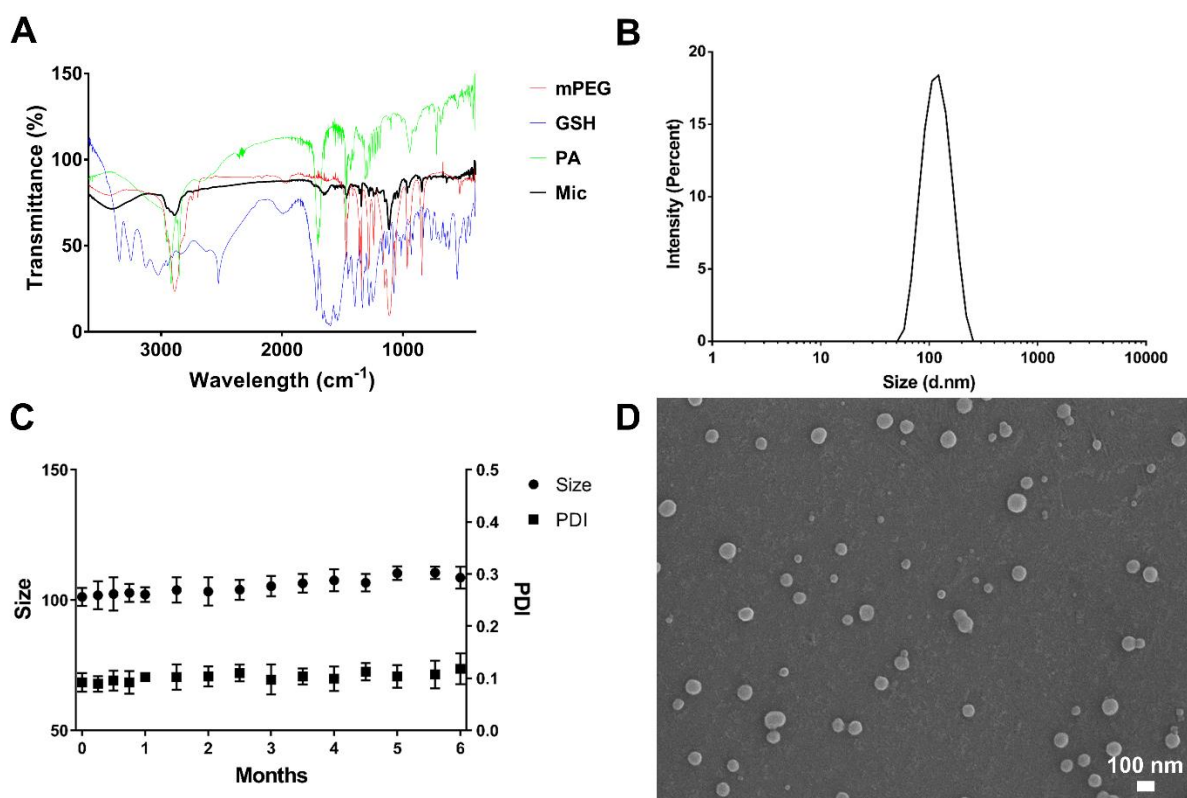 A
150
100
50
0
Transmittance (%)
3000
2000
1000
Wavelength (cm-1)
mPEG
GSH
PA
Mic
B
20
15
10
5
0
Intensity (Percent)
1
10
100
1000
10000
Size (d.nm)
C
150
100
50
Size
0.5
0.4
0.3
0.2
0.1
0.0
PDI
0
1
2
3
4
5
6
Months
Size
PDI
D
100 nm